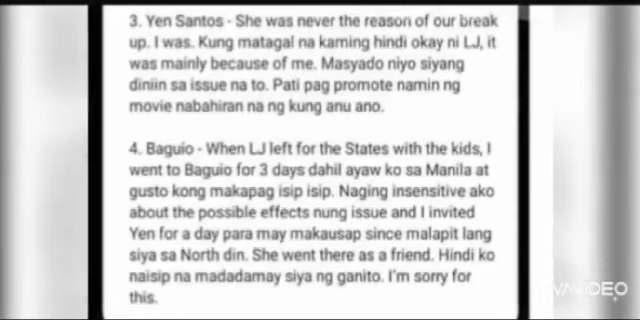 3. Yen Santos - She was never the reason of our break
up. I was. Kung matagal na kaming hindi okay ni LJ, it
was mainly because of me. Masyado niyo siyang
diniin sa issue na to. Pati pag promote namin ng
movie nabahiran na ng kung anu ano.
4. Baguio - When LJ left for the States with the kids, I
went to Baguio for 3 days dahil ayaw ko sa Manila at
gusto kong makapag isip isip. Naging insensitive ako
about the possible effects nung issue and I invited
Yen for a day para may makausap since malapit lang
siya sa North din. She went there as a friend. Hindi ko
naisip na madadamay siya ng ganito. I'm sorry for
this.
VAVIDEO